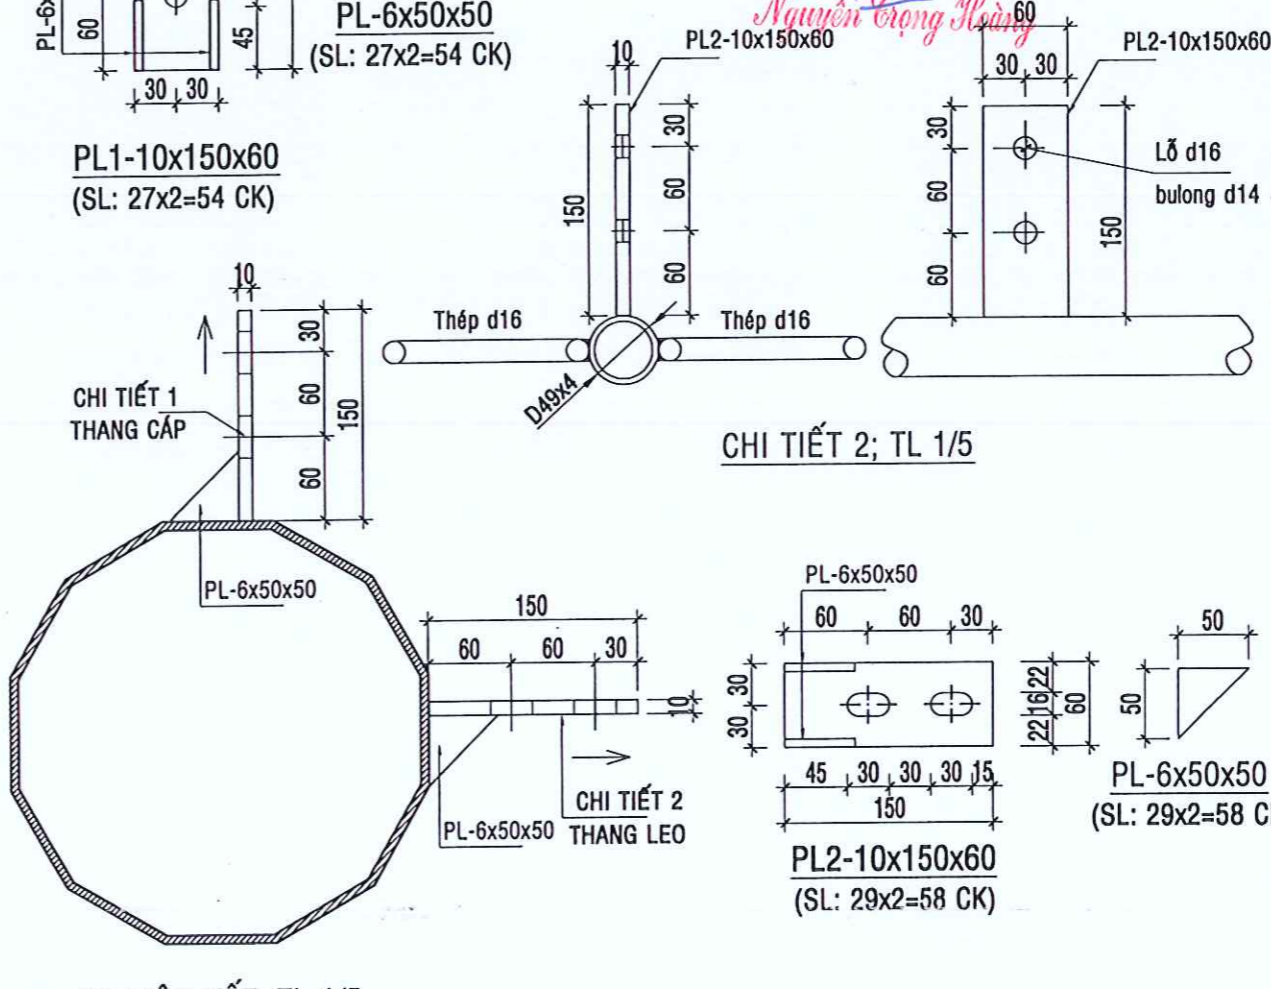 PL-6x50x50
(SL: 27x2=54 CK)
60
45
30 30
PL1-10x150x60
(SL: 27x2=54 CK)
Nguyễn Trọng Hoàng
10
PL2-10x150x60
30
60
60
150
Thép d16
Thép d16
D49x4
60
30 30
PL2-10x150x60
30
60
60
150
Lỗ d16
bulong d14
CHI TIẾT 2; TL 1/5
10
30
60
60
150
CHI TIẾT 1
THANG CÁP
PL-6x50x50
150
60 60 30
10
PL-6x50x50
CHI TIẾT 2
THANG LEO
PL-6x50x50
60 60 30
30
30
22
16
22
60
45 30 30 30 15
150
PL2-10x150x60
(SL: 29x2=58 CK)
50
50
PL-6x50x50
(SL: 29x2=58 C